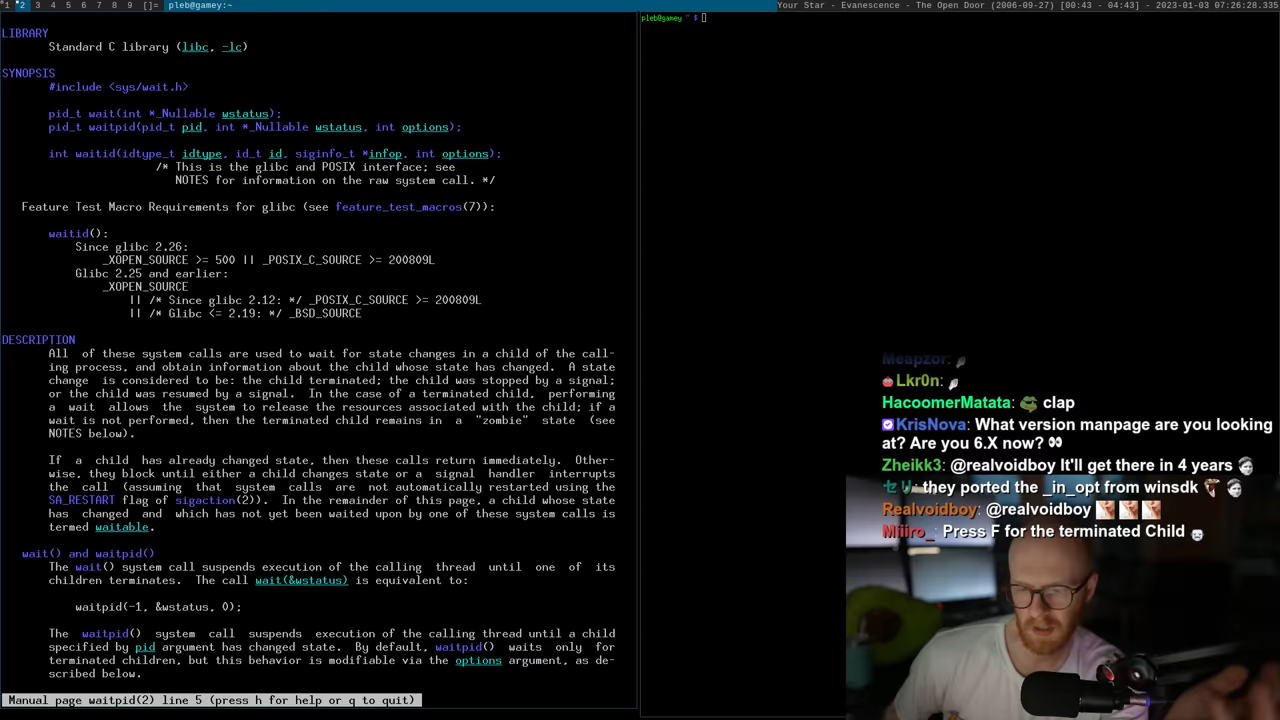 1 2 3 4 5 6 7 8 9 []= pleb@gamey:~
Your Star - Evanescence - The Open Door (2006-09-27) [00:43 - 04:43] - 2023-01-03 07:26:28.335
LIBRARY
Standard C library (libc, -lc)
SYNOPSIS
#include <sys/wait.h>
pid_t wait(int *_Nullable wstatus);
pid_t waitpid(pid_t pid, int *_Nullable wstatus, int options);
int waitid(idtype_t idtype, id_t id, siginfo_t *infop, int options);
/* This is the glibc and POSIX interface; see
NOTES for information on the raw system call. */
Feature Test Macro Requirements for glibc (see feature_test_macros(7)):
waitid():
Since glibc 2.26:
_XOPEN_SOURCE >= 500 || _POSIX_C_SOURCE >= 200809L
Glibc 2.25 and earlier:
_XOPEN_SOURCE
|| /* Since glibc 2.12: */ _POSIX_C_SOURCE >= 200809L
|| /* Glibc <= 2.19: */ _BSD_SOURCE
DESCRIPTION
All of these system calls are used to wait for state changes in a child of the call-
ing process, and obtain information about the child whose state has changed. A state
change is considered to be: the child terminated; the child was stopped by a signal;
or the child was resumed by a signal. In the case of a terminated child, performing
a wait allows the system to release the resources associated with the child; if a
wait is not performed, then the terminated child remains in a "zombie" state (see
NOTES below).
If a child has already changed state, then these calls return immediately. Other-
wise, they block until either a child changes state or a signal handler interrupts
the call (assuming that system calls are not automatically restarted using the
SA_RESTART flag of sigaction(2)). In the remainder of this page, a child whose state
has changed and which has not yet been waited upon by one of these system calls is
termed waitable.
wait() and waitpid()
The wait() system call suspends execution of the calling thread until one of its
children terminates. The call wait(&wstatus) is equivalent to:
waitpid(-1, &wstatus, 0);
The waitpid() system call suspends execution of the calling thread until a child
specified by pid argument has changed state. By default, waitpid() waits only for
terminated children, but this behavior is modifiable via the options argument, as de-
scribed below.
Manual page waitpid(2) line 5 (press h for help or q to quit)
pleb@gamey ~ $
Meapzor:
Lkr0n:
HacoomerMatata: clap
KrisNova: What version manpage are you looking
at? Are you 6.X now?
Zheikk3: @realvoidboy It'll get there in 4 years
セリ: they ported the _in_opt from winsdk
Realvoidboy: @realvoidboy
Miiro_: Press F for the terminated Child